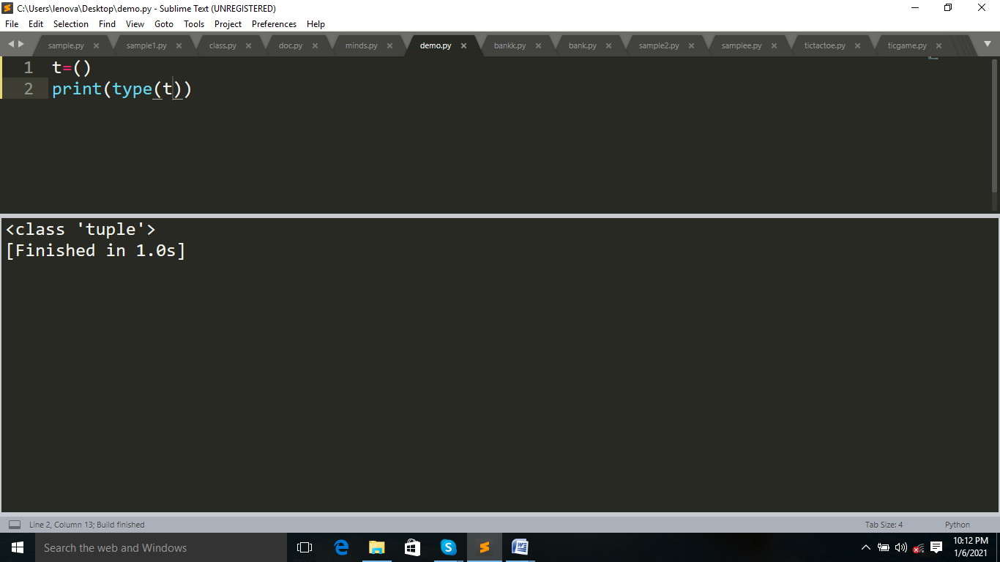 C:\Users\lenova\Desktop\demo.py - Sublime Text (UNREGISTERED)
File Edit Selection Find View Goto Tools Project Preferences Help
sample.py sample1.py class.py doc.py minds.py demo.py bankk.py bank.py sample2.py samplee.py tictactoe.py ticgame.py
1 t=()
2 print(type(t))
<class 'tuple'>
[Finished in 1.0s]
Line 2, Column 13; Build finished Tab Size: 4 Python
Search the web and Windows
10:12 PM
1/6/2021